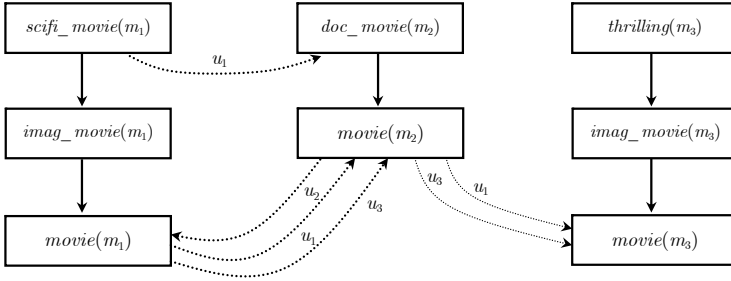 scifi_movie(m₁)
doc_movie(m₂)
thrilling(m₃)
u₁
imag_movie(m₁)
movie(m₂)
imag_movie(m₃)
u₂
u₃
u₃
u₁
movie(m₁)
u₁
movie(m₃)